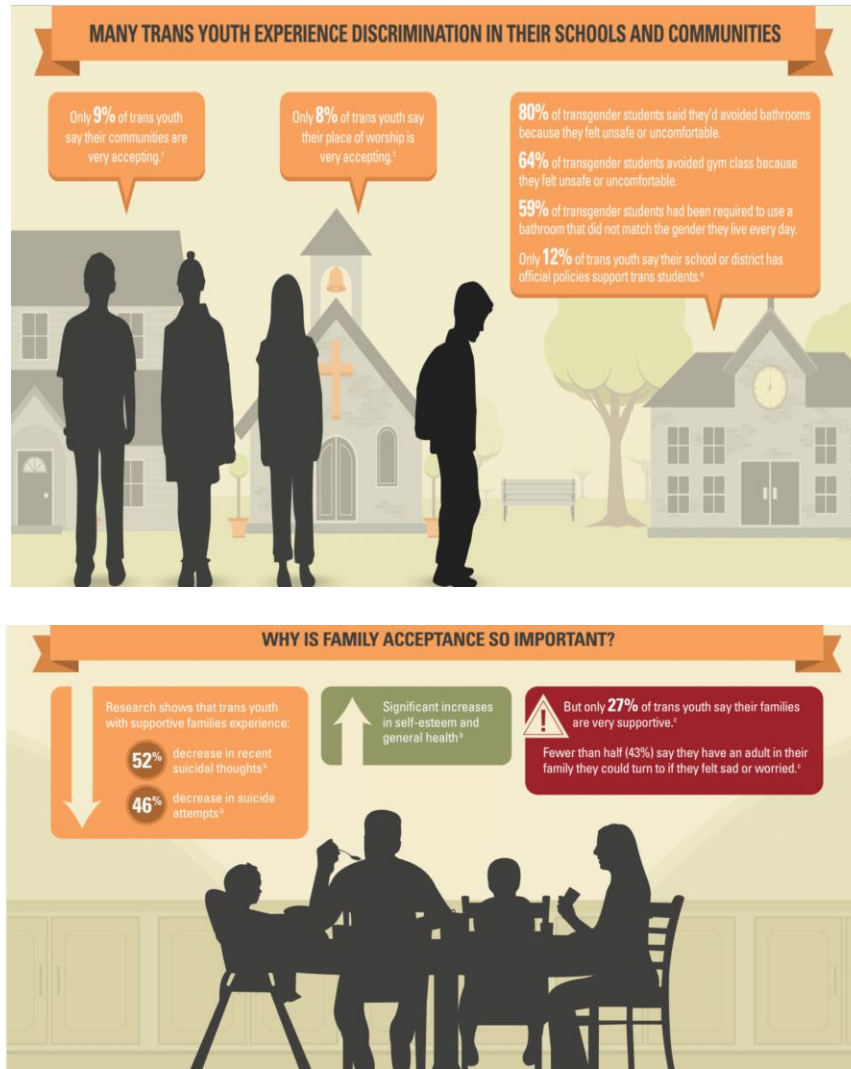 MANY TRANS YOUTH EXPERIENCE DISCRIMINATION IN THEIR SCHOOLS AND COMMUNITIES
Only 9% of trans youth
say their communities are
very accepting.ᶜ
Only 8% of trans youth say
their place of worship is
very accepting.ᶜ
80% of transgender students said they'd avoided bathrooms
because they felt unsafe or uncomfortable.
64% of transgender students avoided gym class because
they felt unsafe or uncomfortable.
59% of transgender students had been required to use a
bathroom that did not match the gender they live every day.
Only 12% of trans youth say their school or district has
official policies support trans students.ᵉ
WHY IS FAMILY ACCEPTANCE SO IMPORTANT?
Research shows that trans youth
with supportive families experience:
52% decrease in recent
suicidal thoughtsᵇ
46% decrease in suicide
attemptsᵇ
Significant increases
in self-esteem and
general healthᵇ
But only 27% of trans youth say their families
are very supportive.ᶜ
Fewer than half (43%) say they have an adult in their
family they could turn to if they felt sad or worried.ᶜ